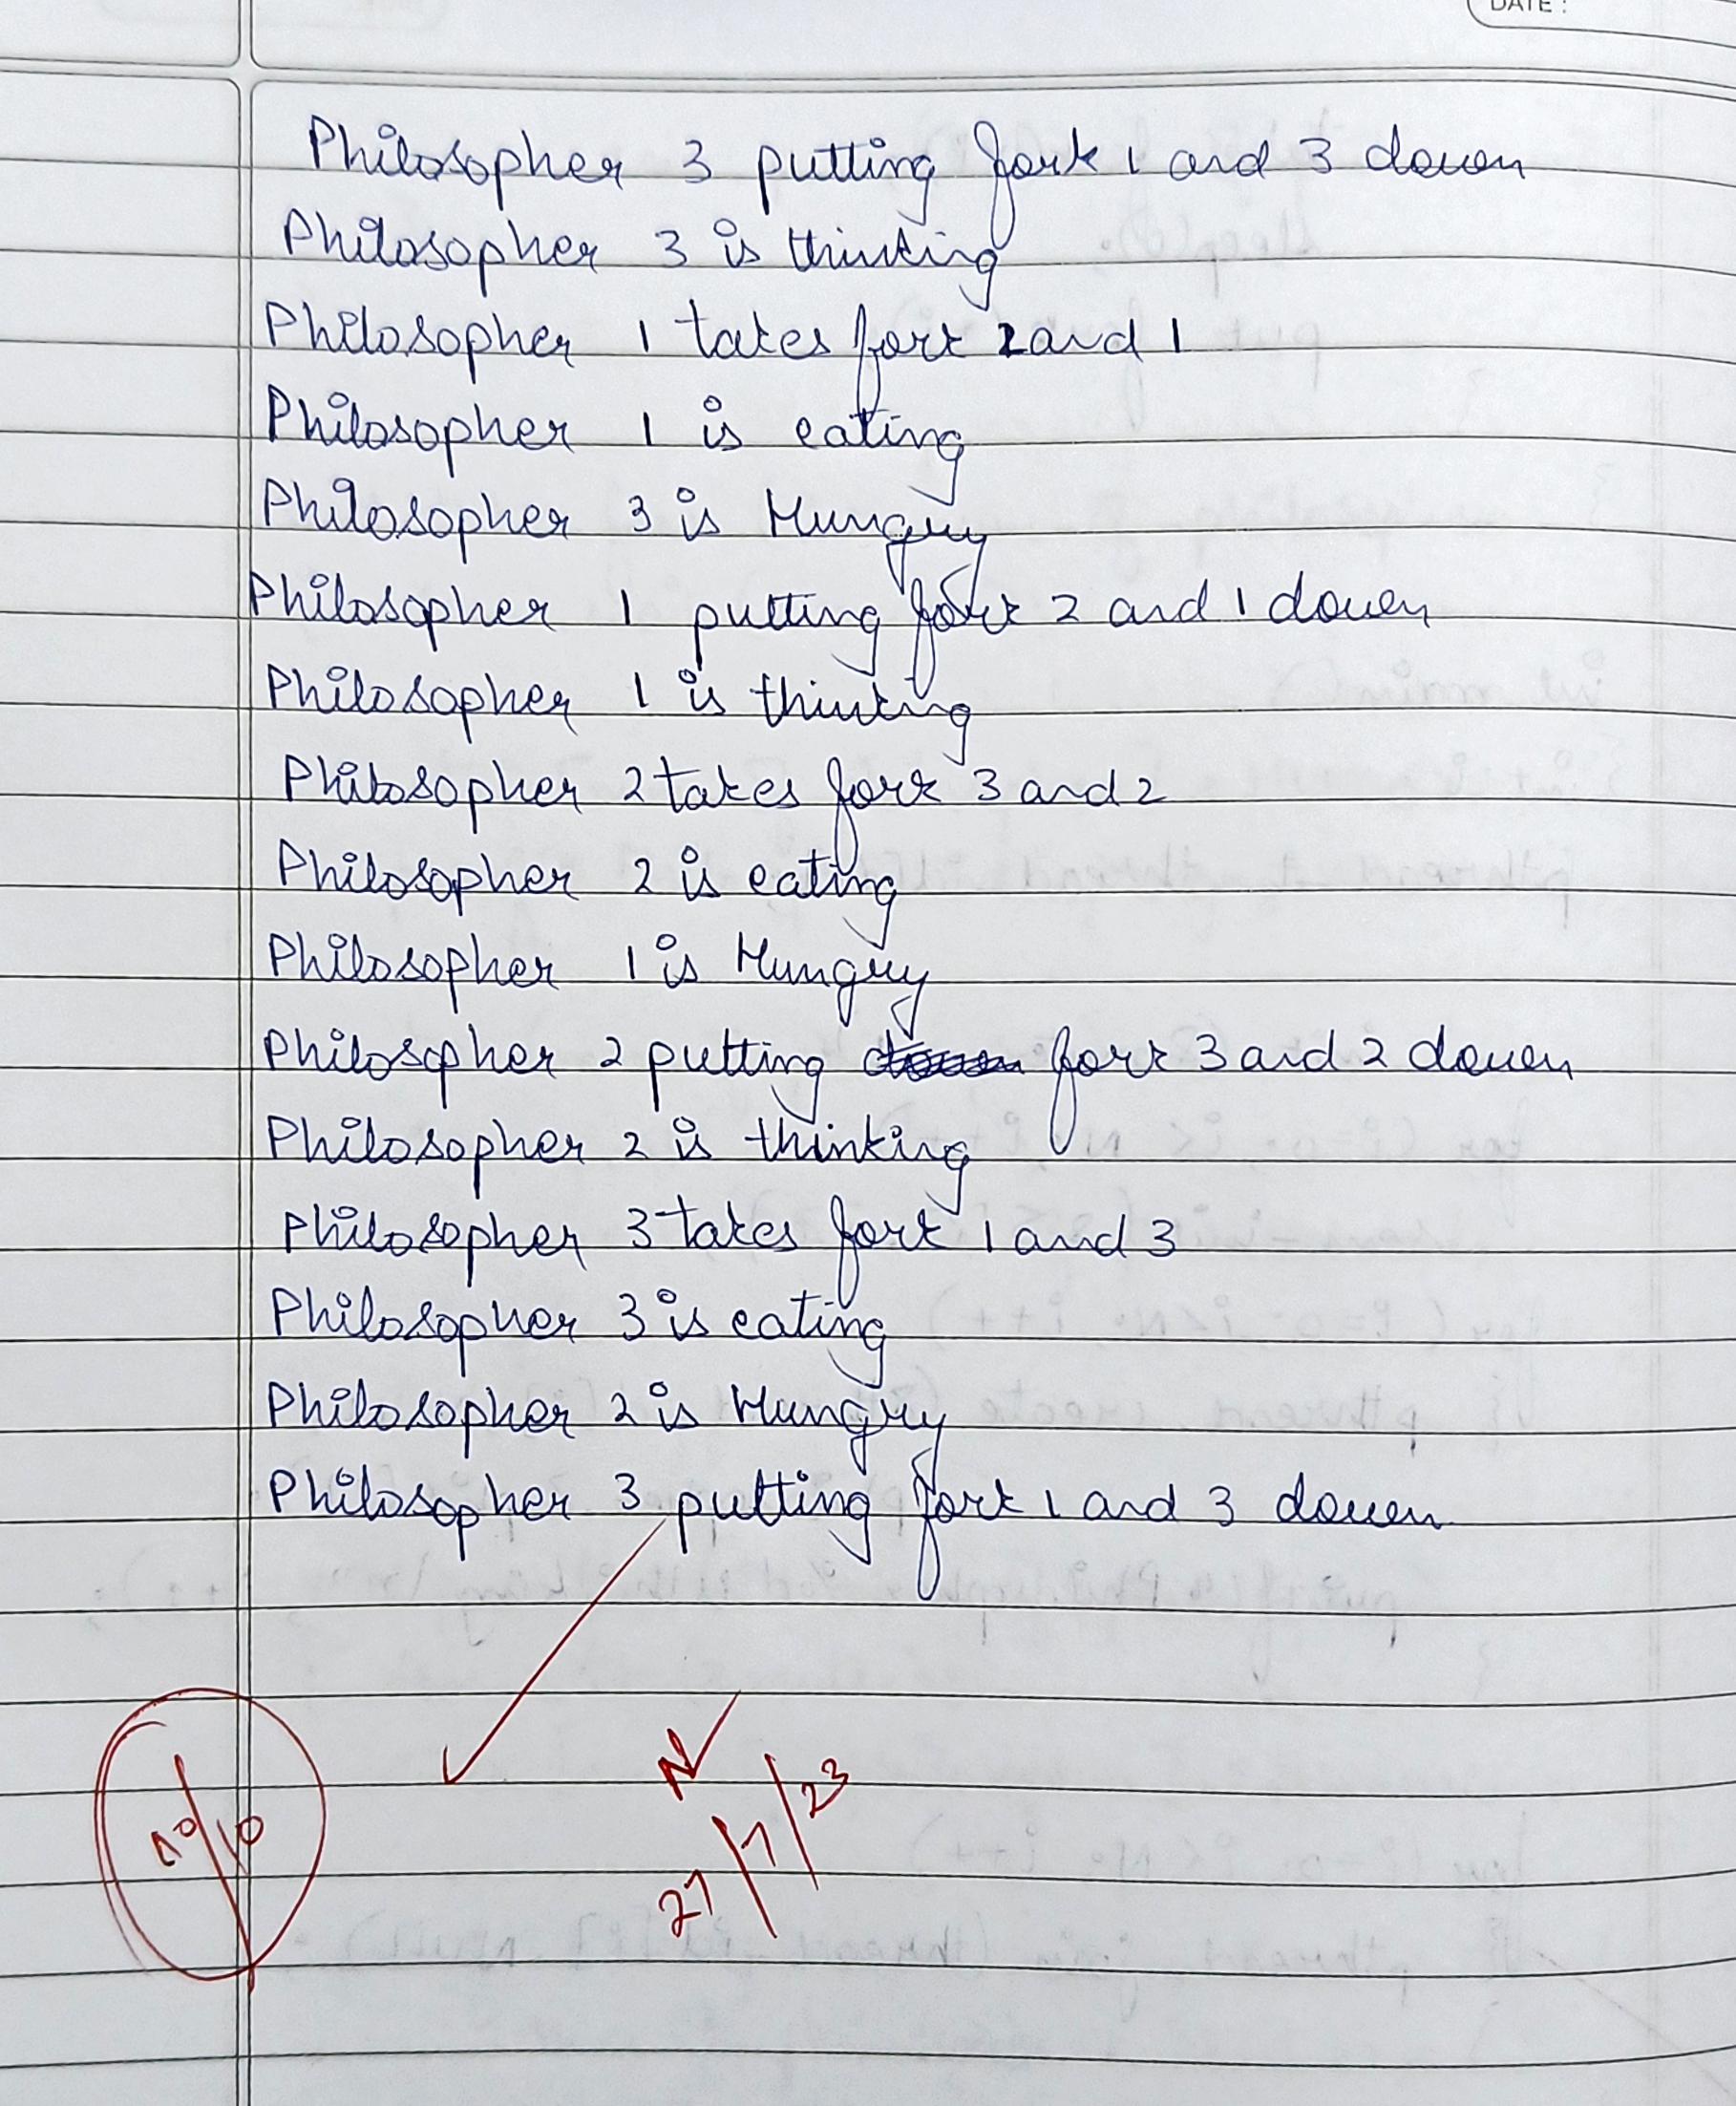 DATE :
Philosopher 3 putting fork 1 and 3 down
Philosopher 3 is thinking
Philosopher 1 takes fork 2 and 1
Philosopher 1 is eating
Philosopher 3 is Hungry
Philosopher 1 putting fork 2 and 1 down
Philosopher 1 is thinking
Philosopher 2 takes fork 3 and 2
Philosopher 2 is eating
Philosopher 1 is Hungry
Philosopher 2 putting fork 3 and 2 down
Philosopher 2 is thinking
Philosopher 3 takes fork 1 and 3
Philosopher 3 is eating
Philosopher 2 is Hungry
Philosopher 3 putting fork 1 and 3 down
10/10
27/7/23